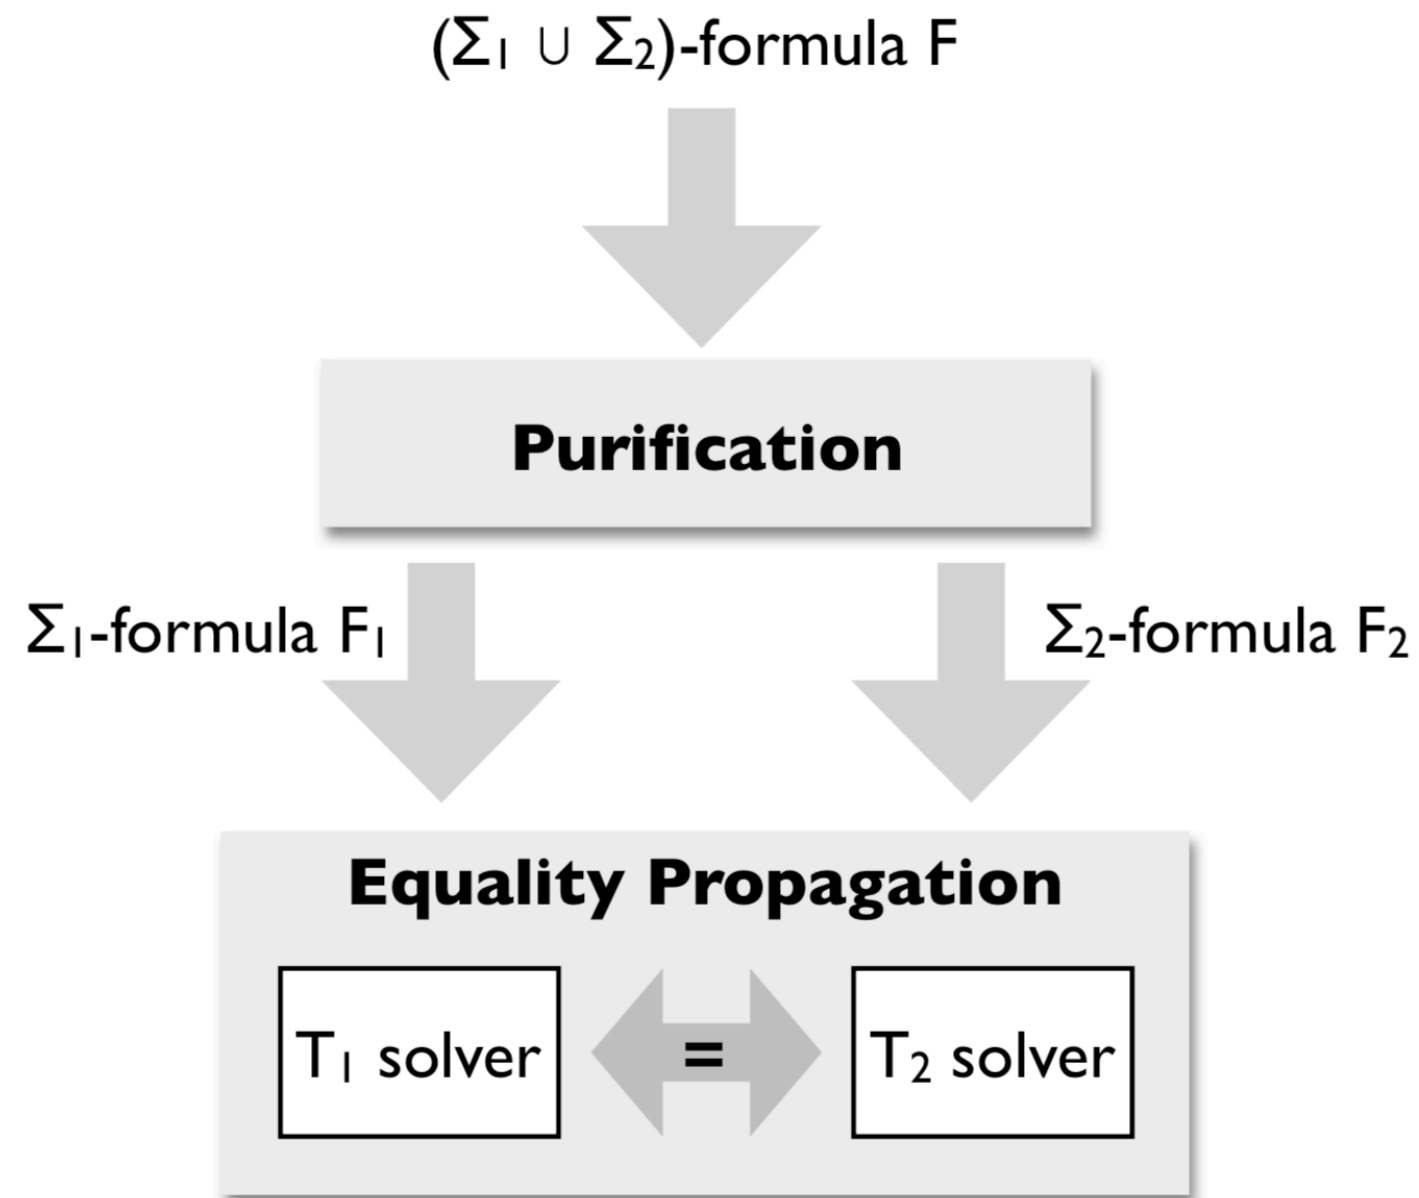 (Σ₁ ∪ Σ₂)-formula F
Purification
Σ₁-formula F₁
Σ₂-formula F₂
Equality Propagation
T₁ solver
=
T₂ solver